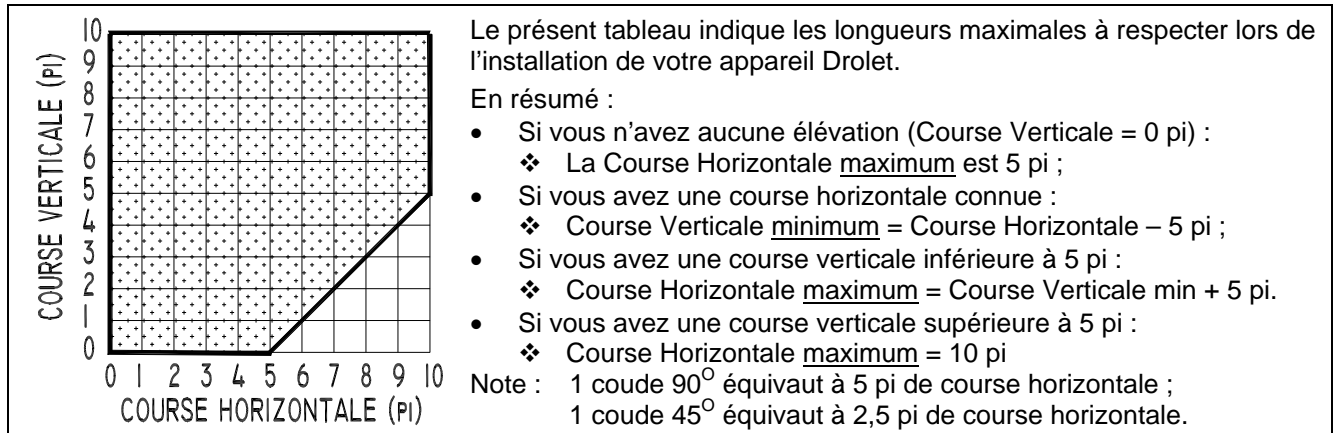 10
9
8
7
6
5
4
3
2
1
0
COURSE VERTICALE (PI)
0 1 2 3 4 5 6 7 8 9 10
COURSE HORIZONTALE (PI)
Le présent tableau indique les longueurs maximales à respecter lors de
l'installation de votre appareil Drolet.
En résumé :
• Si vous n'avez aucune élévation (Course Verticale = 0 pi) :
❖ La Course Horizontale maximum est 5 pi ;
• Si vous avez une course horizontale connue :
❖ Course Verticale minimum = Course Horizontale – 5 pi ;
• Si vous avez une course verticale inférieure à 5 pi :
❖ Course Horizontale maximum = Course Verticale min + 5 pi.
• Si vous avez une course verticale supérieure à 5 pi :
❖ Course Horizontale maximum = 10 pi
Note : 1 coude 90° équivaut à 5 pi de course horizontale ;
1 coude 45° équivaut à 2,5 pi de course horizontale.